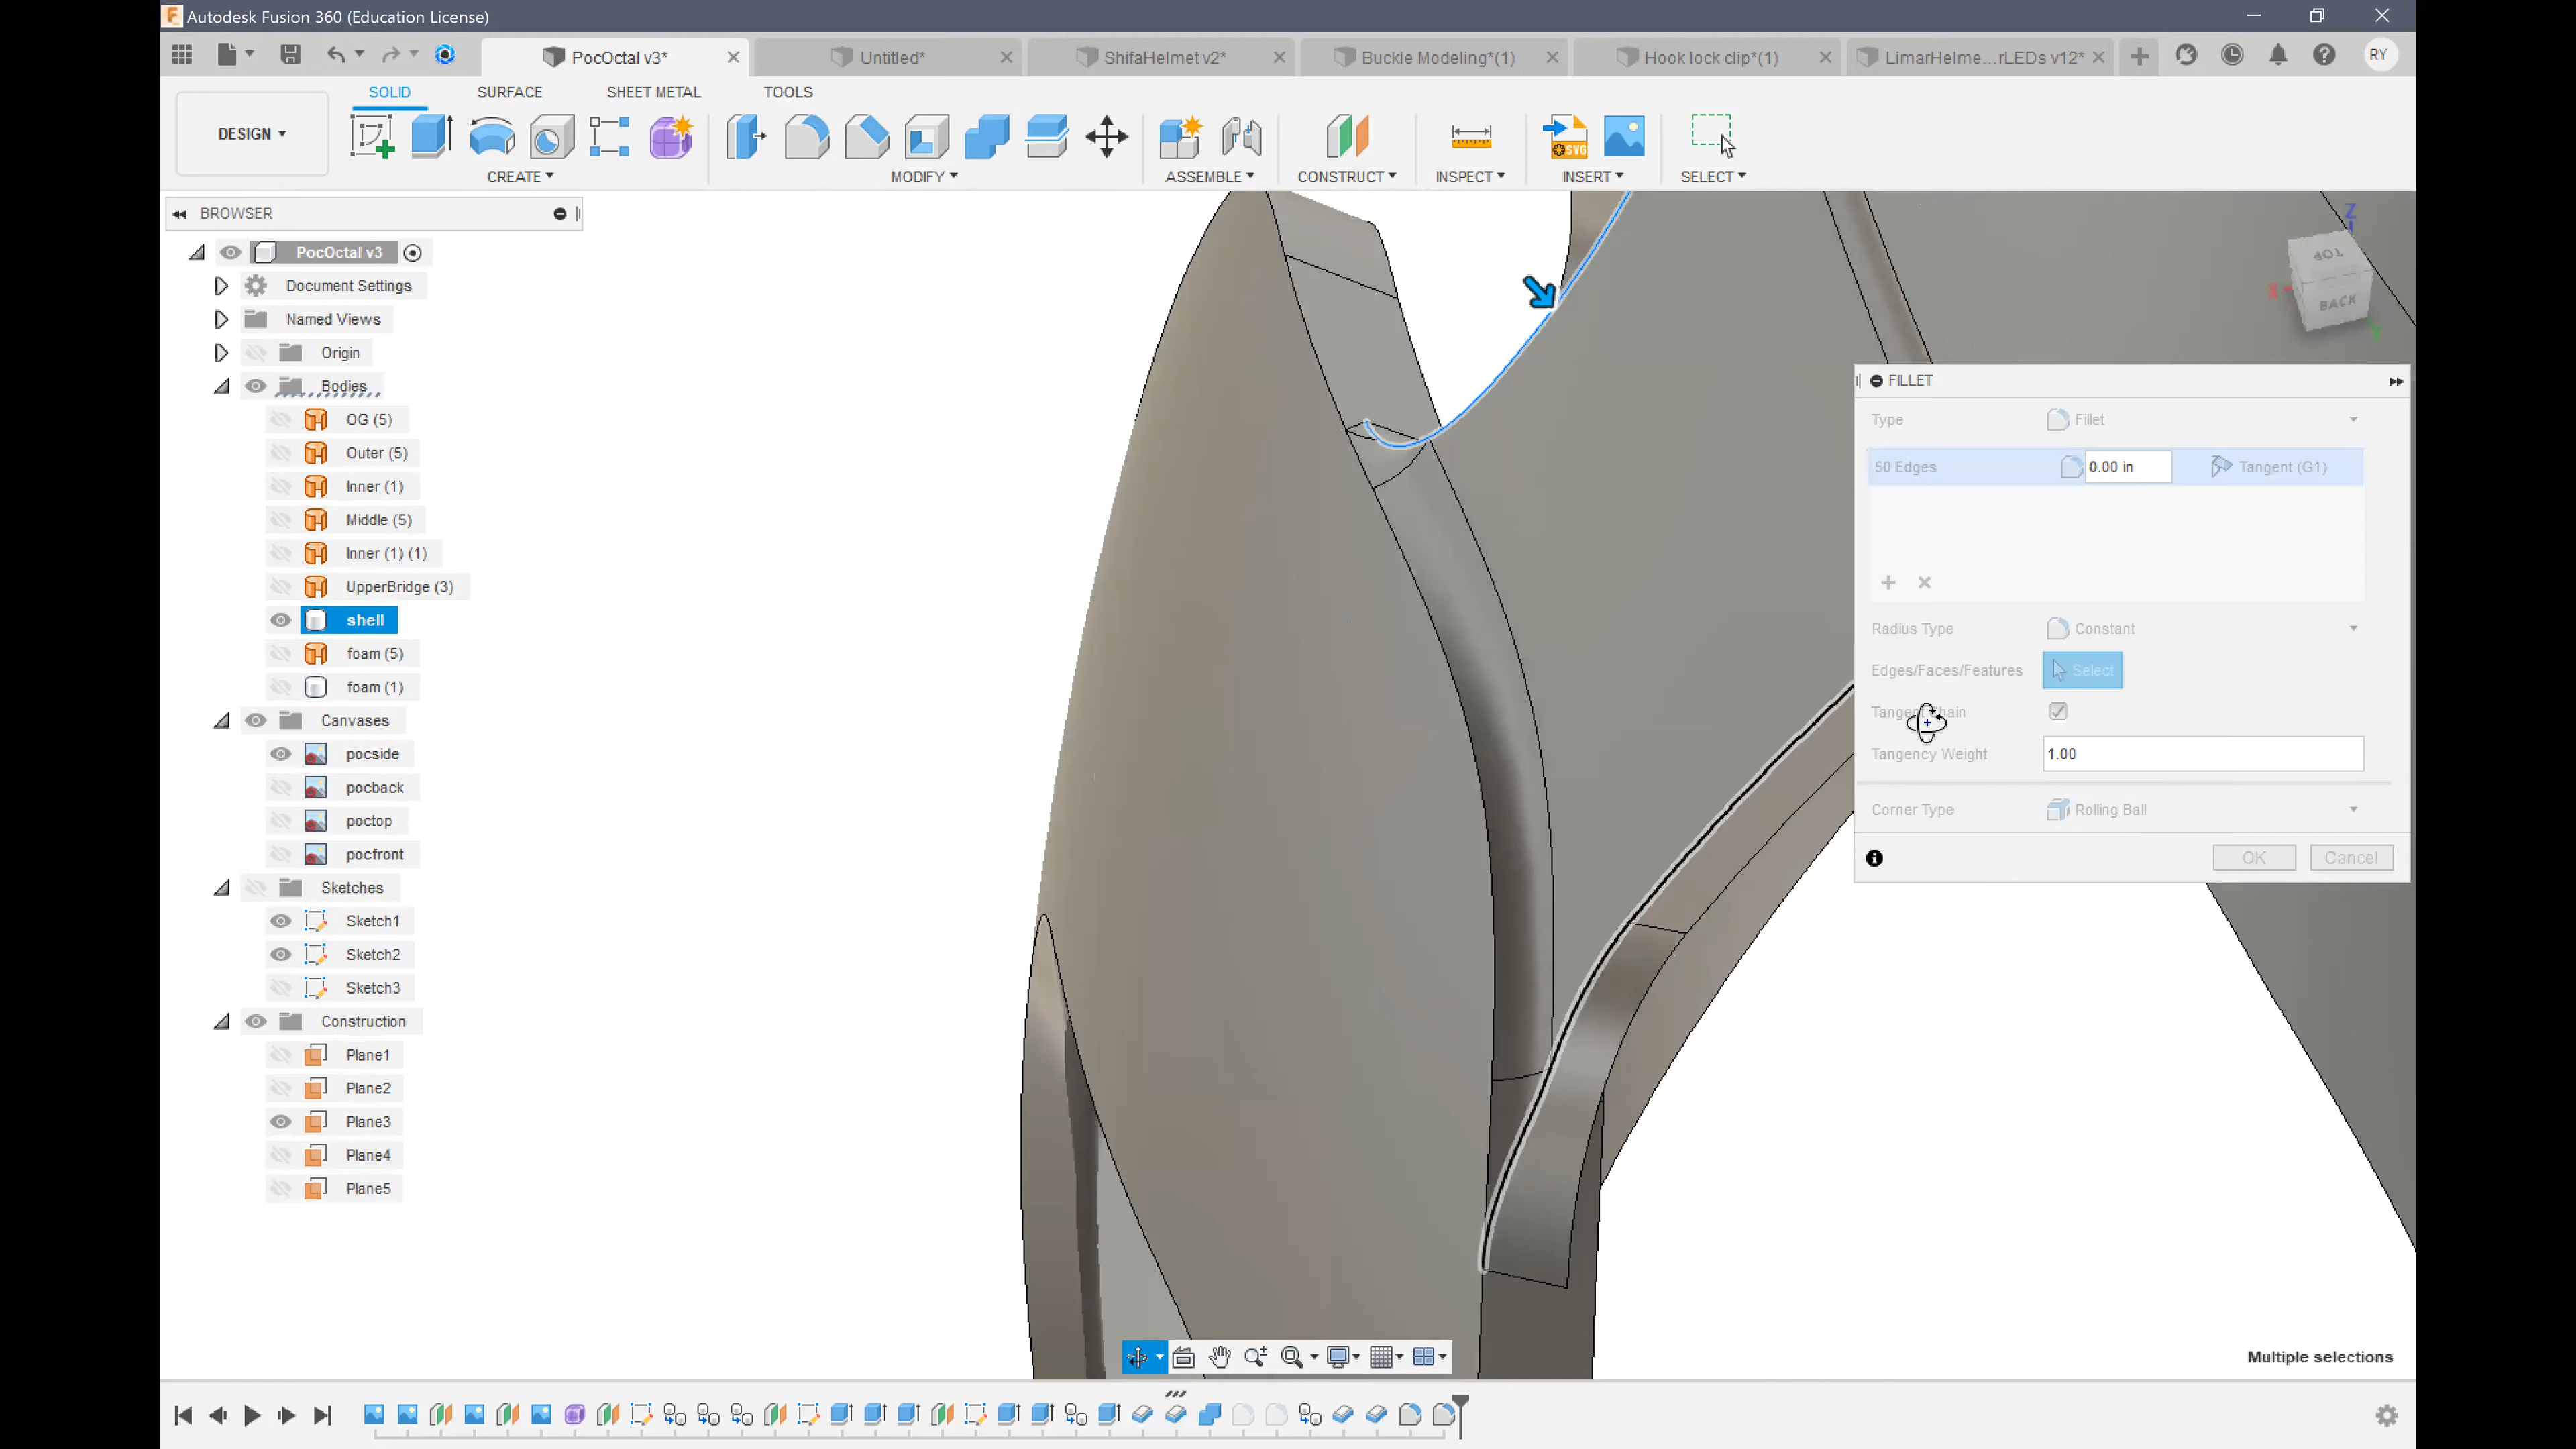 Autodesk Fusion 360 (Education License)
PocOctal v3*
Untitled*
ShifaHelmet v2*
Buckle Modeling*(1)
Hook lock clip*(1)
LimarHelme...rLEDs v12*
RY
SOLID
SURFACE
SHEET METAL
TOOLS
DESIGN
CREATE
MODIFY
ASSEMBLE
CONSTRUCT
INSPECT
SVG
INSERT
SELECT
BROWSER
PocOctal v3
Document Settings
Named Views
Origin
Bodies
OG (5)
Outer (5)
Inner (1)
Middle (5)
Inner (1) (1)
UpperBridge (3)
shell
foam (5)
foam (1)
Canvases
pocside
pocback
poctop
pocfront
Sketches
Sketch1
Sketch2
Sketch3
Construction
Plane1
Plane2
Plane3
Plane4
Plane5
Z
TOP
X
BACK
FILLET
Type
Fillet
50 Edges
0.00 in
Tangent (G1)
Radius Type
Constant
Edges/Faces/Features
Select
Tangent Chain
Tangency Weight
1.00
Corner Type
Rolling Ball
OK
Cancel
Multiple selections